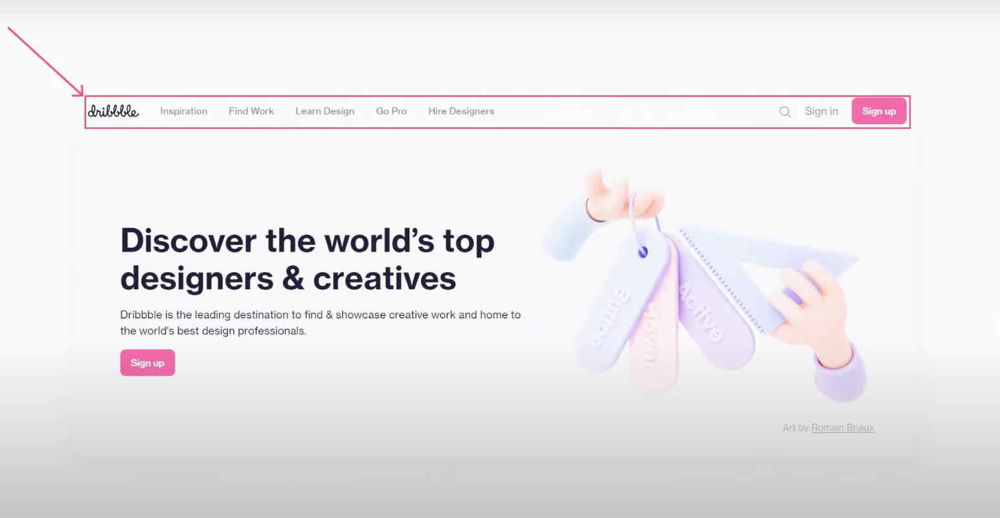 dribbble Inspiration Find Work Learn Design Go Pro Hire Designers Sign in Sign up
Discover the world's top
designers & creatives
Dribbble is the leading destination to find & showcase creative work and home to
the world's best design professionals.
Sign up
Button
Hover
Active
Art by Romain Briaux